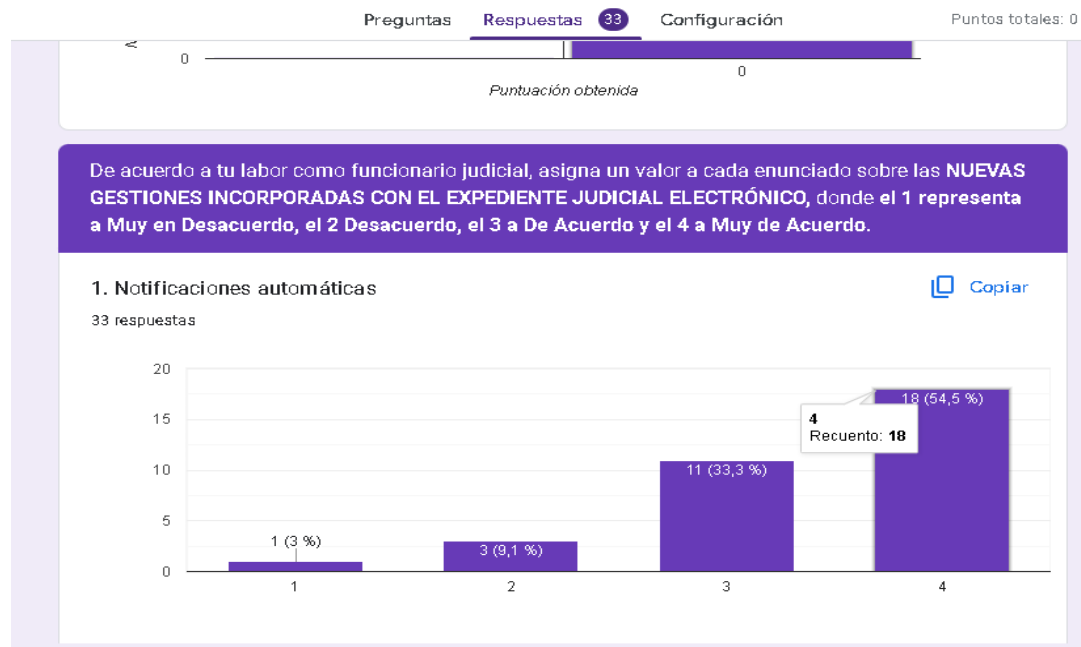 Preguntas Respuestas 33 Configuración Puntos totales: 0
0
0
Puntuación obtenida
De acuerdo a tu labor como funcionario judicial, asigna un valor a cada enunciado sobre las NUEVAS
GESTIONES INCORPORADAS CON EL EXPEDIENTE JUDICIAL ELECTRÓNICO, donde el 1 representa
a Muy en Desacuerdo, el 2 Desacuerdo, el 3 a De Acuerdo y el 4 a Muy de Acuerdo.
1. Notificaciones automáticas
Copiar
33 respuestas
20
15
10
5
0
1 (3 %)
3 (9,1 %)
11 (33,3 %)
18 (54,5 %)
4
Recuento: 18
1 2 3 4